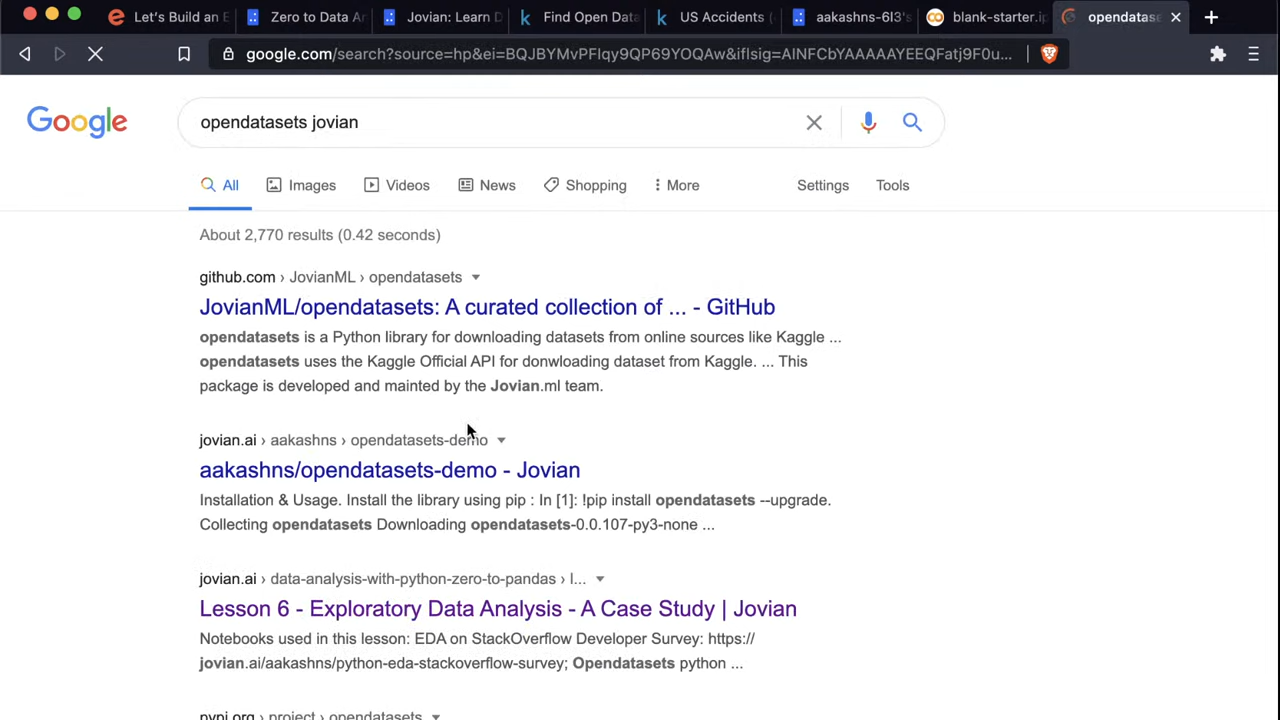 Let's Build an E
Zero to Data An
Jovian: Learn D
Find Open Data
US Accidents (
aakashns-6l3's
blank-starter.ip
opendatase
google.com/search?source=hp&ei=BQJBYMvPFIqy9QP69YOQAw&iflsig=AINFCbYAAAAAYEEQFatj9F0u...
Google
opendatasets jovian
All
Images
Videos
News
Shopping
More
Settings
Tools
About 2,770 results (0.42 seconds)
github.com › JovianML › opendatasets
JovianML/opendatasets: A curated collection of ... - GitHub
opendatasets is a Python library for downloading datasets from online sources like Kaggle ...
opendatasets uses the Kaggle Official API for donwloading dataset from Kaggle. ... This
package is developed and mainted by the Jovian.ml team.
jovian.ai › aakashns › opendatasets-demo
aakashns/opendatasets-demo - Jovian
Installation & Usage. Install the library using pip : In [1]: !pip install opendatasets --upgrade.
Collecting opendatasets Downloading opendatasets-0.0.107-py3-none ...
jovian.ai › data-analysis-with-python-zero-to-pandas › l...
Lesson 6 - Exploratory Data Analysis - A Case Study | Jovian
Notebooks used in this lesson: EDA on StackOverflow Developer Survey: https://
jovian.ai/aakashns/python-eda-stackoverflow-survey; Opendatasets python ...
pypi.org › project › opendatasets